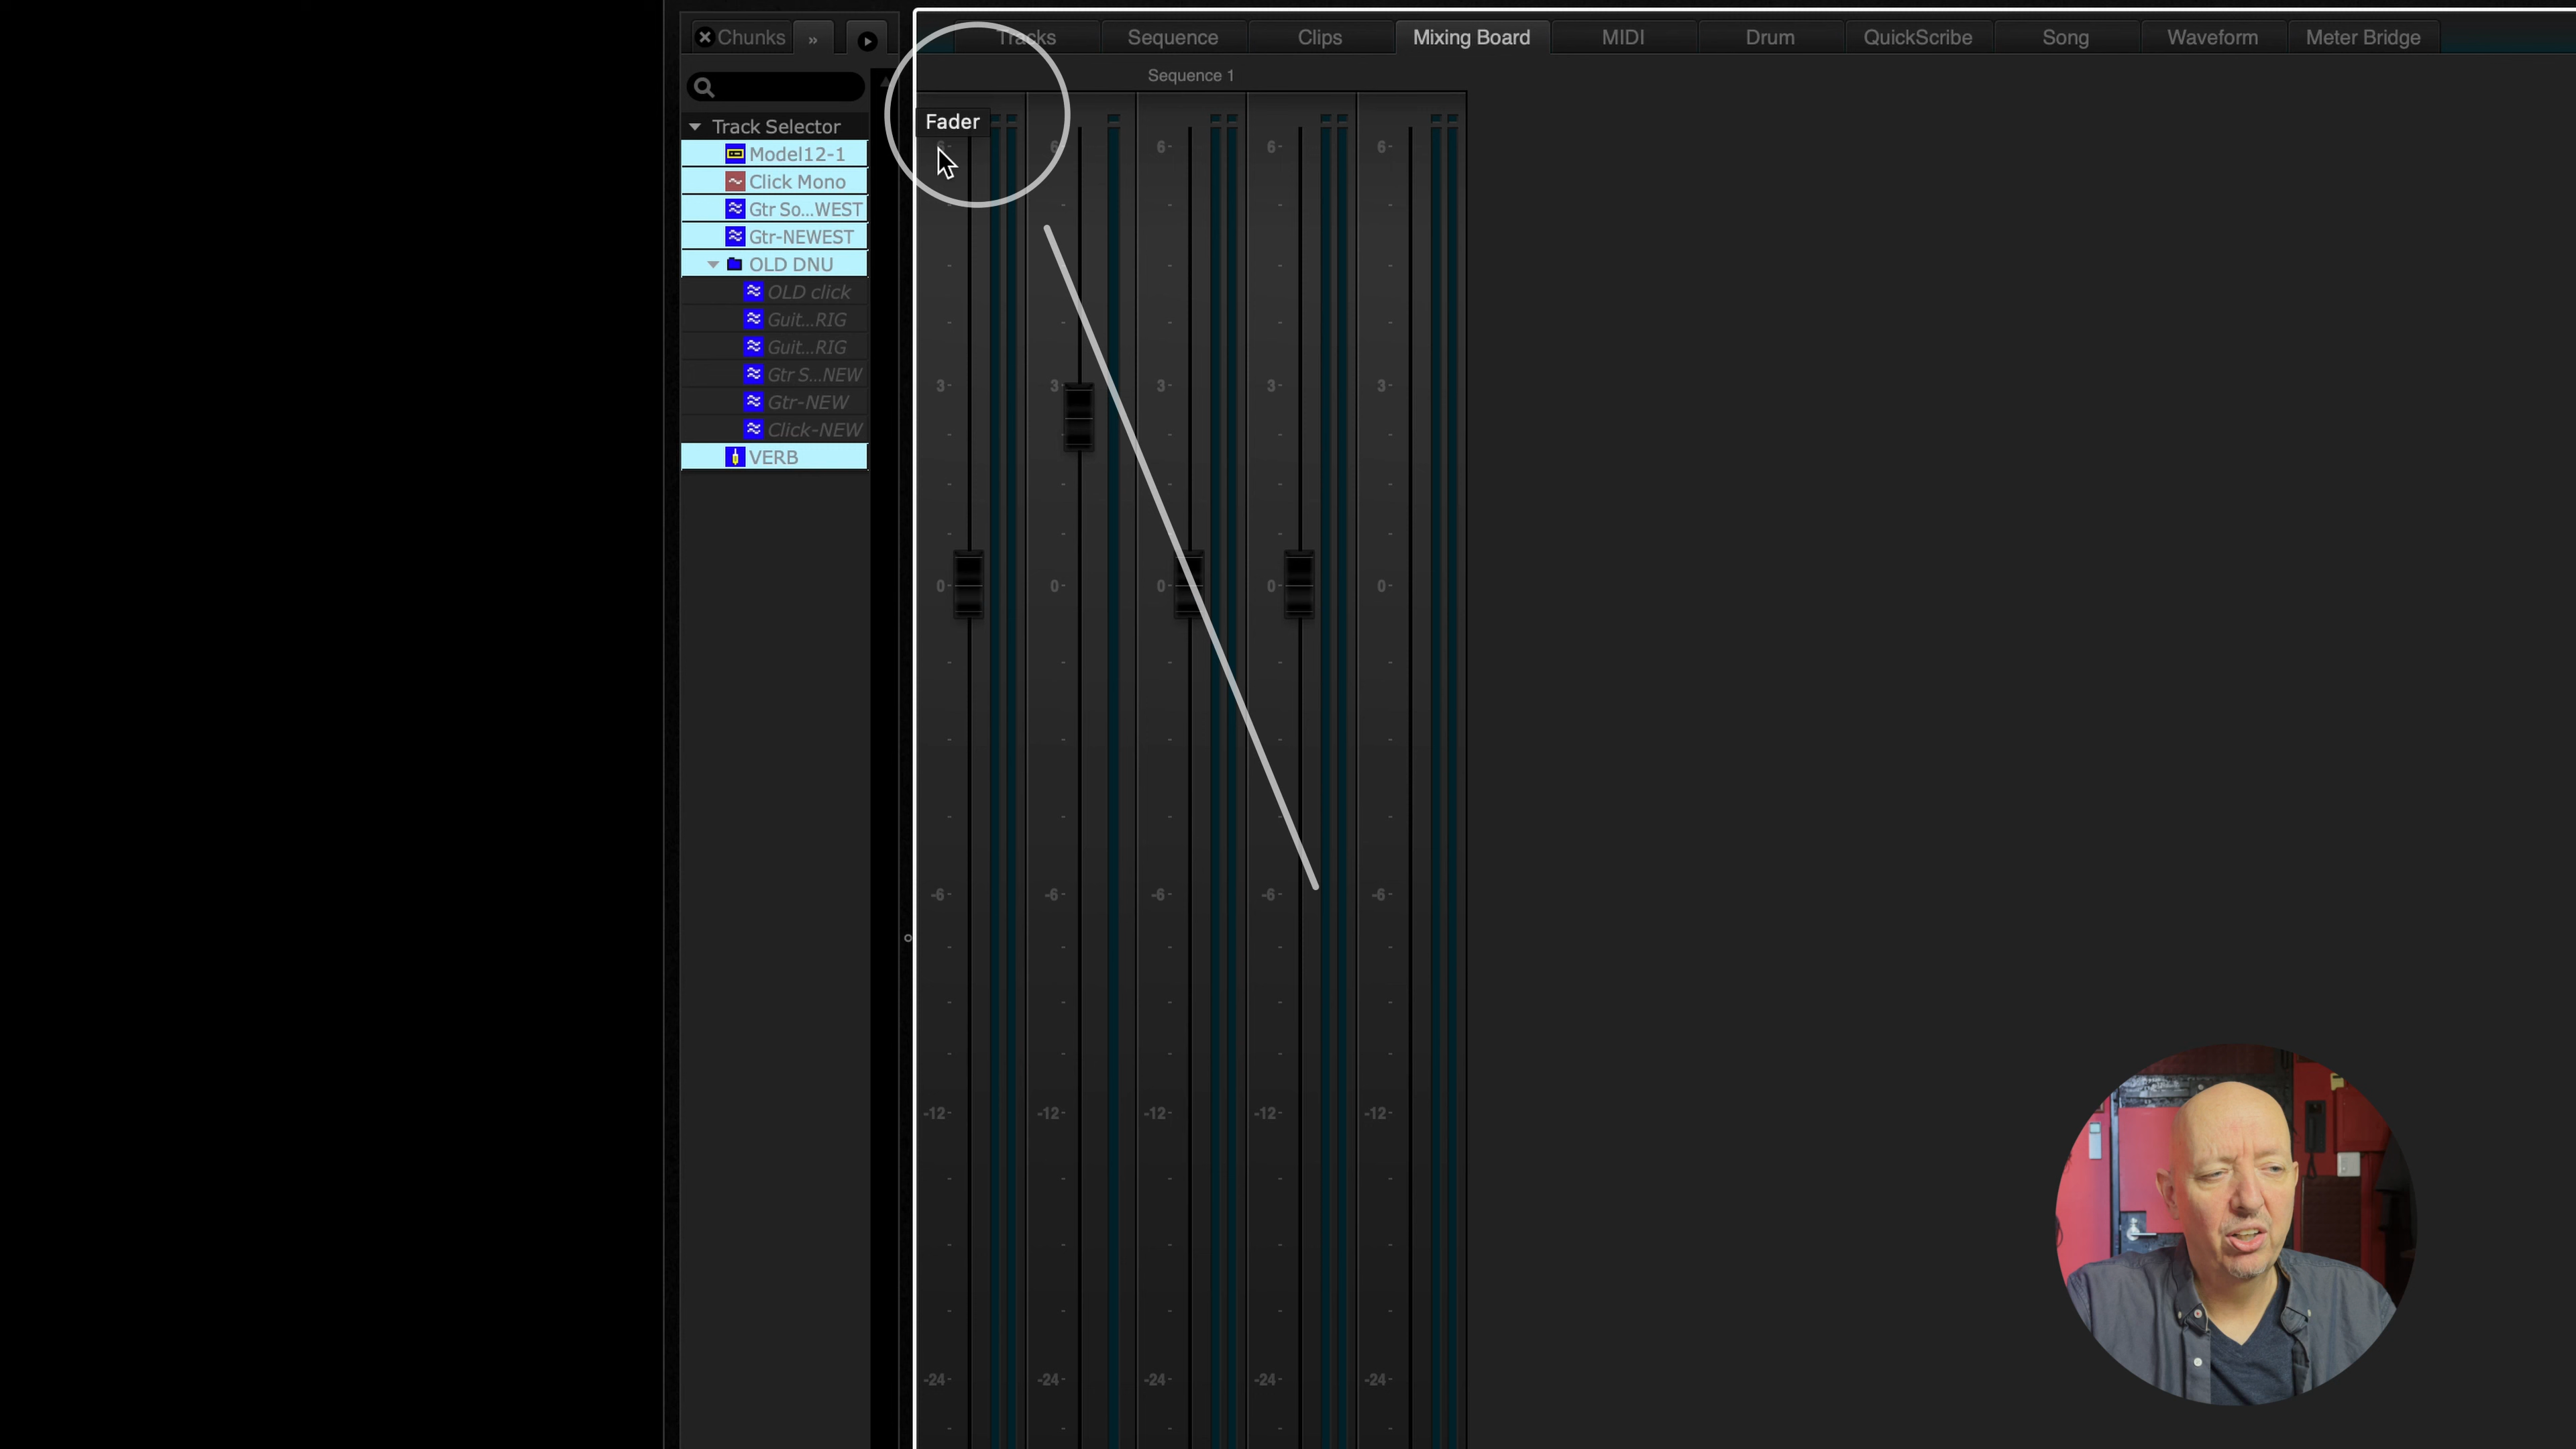 Chunks »
Tracks Sequence Clips Mixing Board MIDI Drum QuickScribe Song Waveform Meter Bridge
Sequence 1
Track Selector
Model12-1
Click Mono
Gtr So...WEST
Gtr-NEWEST
OLD DNU
OLD click
Guit...RIG
Guit...RIG
Gtr S...NEW
Gtr-NEW
Click-NEW
VERB
Fader
6- 6- 6- 6- 6-
3- 3- 3- 3- 3-
0- 0- 0- 0- 0-
-6- -6- -6- -6- -6-
-12- -12- -12- -12- -12-
-24- -24- -24- -24- -24-